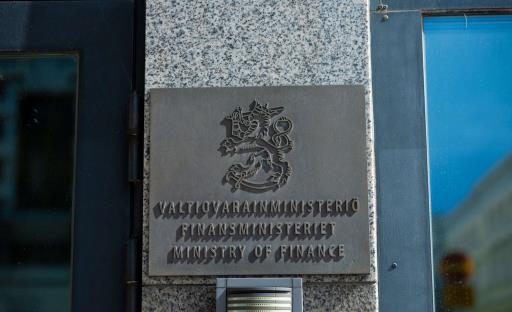 VALTIOVARAINMINISTERIÖ
FINANSMINISTERIET
MINISTRY OF FINANCE